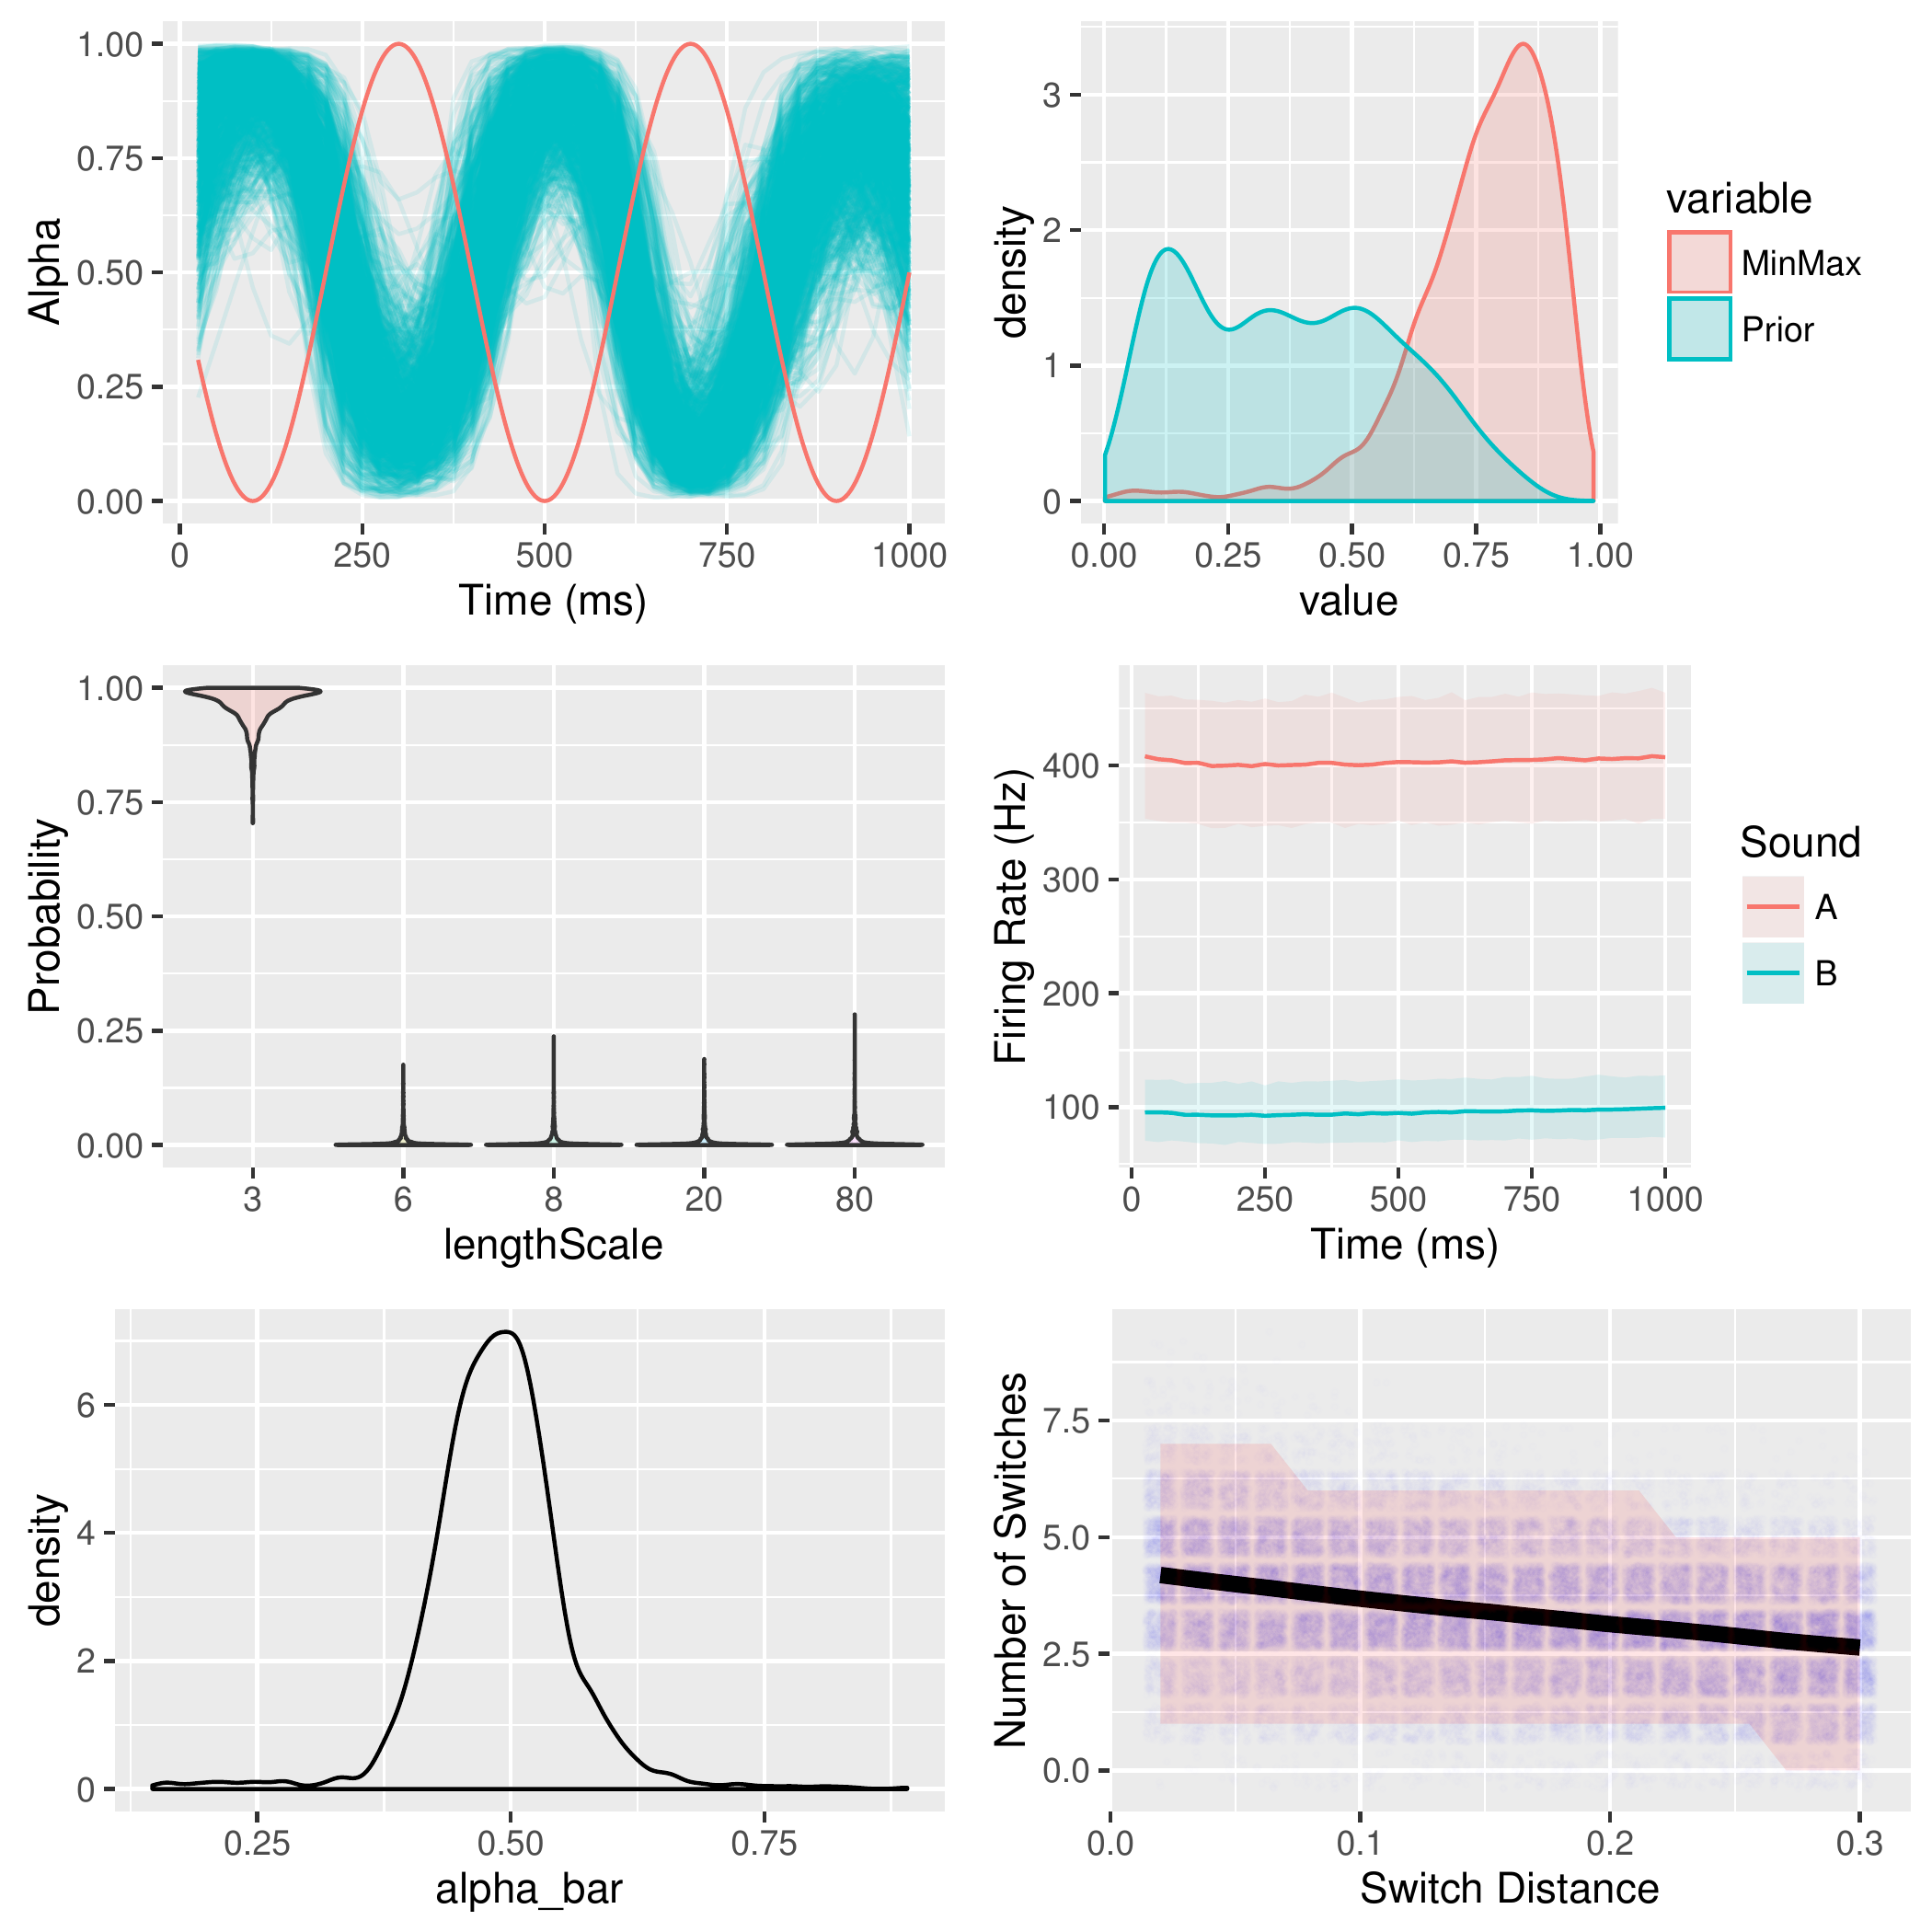 1.00
0.75
0.50
0.25
0.00
Alpha
0 250 500 750 1000
Time (ms)
3
2
1
0
density
0.00 0.25 0.50 0.75 1.00
value
variable
MinMax
Prior
1.00
0.75
0.50
0.25
0.00
Probability
3 6 8 20 80
lengthScale
400
300
200
100
Firing Rate (Hz)
0 250 500 750 1000
Time (ms)
Sound
A
B
6
4
2
0
density
0.25 0.50 0.75
alpha_bar
7.5
5.0
2.5
0.0
Number of Switches
0.0 0.1 0.2 0.3
Switch Distance